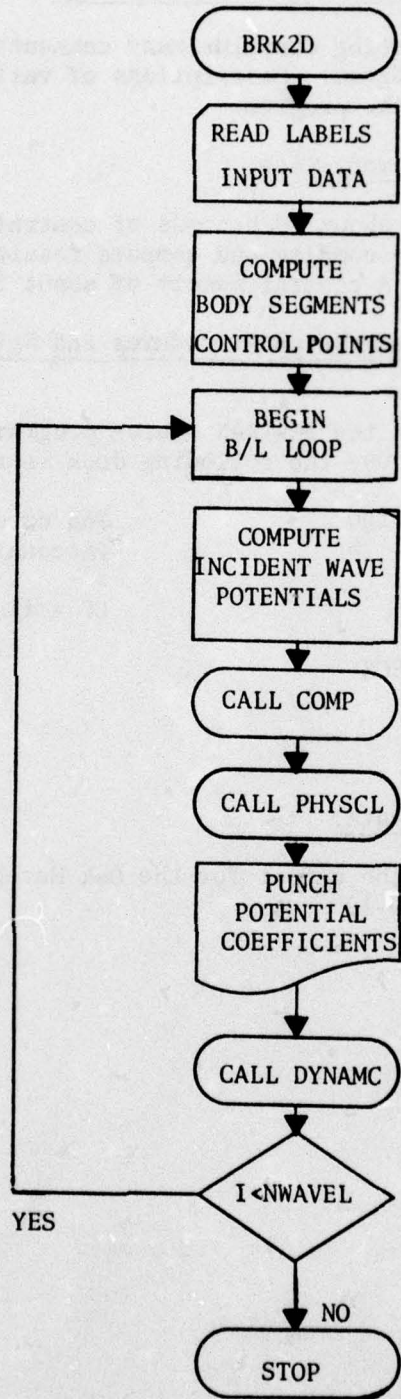 BRK2D
READ LABELS
INPUT DATA
COMPUTE
BODY SEGMENTS
CONTROL POINTS
BEGIN
B/L LOOP
COMPUTE
INCIDENT WAVE
POTENTIALS
CALL COMP
CALL PHYSCL
PUNCH
POTENTIAL
COEFFICIENTS
CALL DYNAMC
I<NWAVEL
YES
NO
STOP